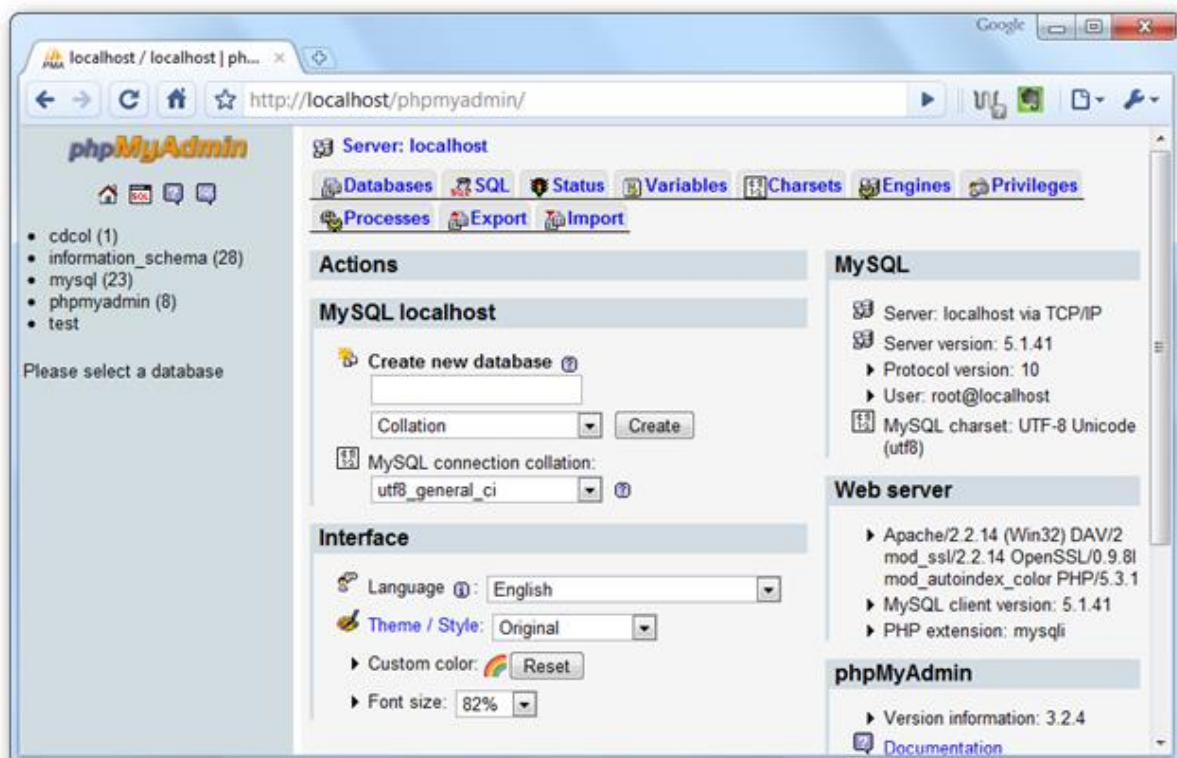 Google
localhost / localhost | ph...
http://localhost/phpmyadmin/
phpMyAdmin
SQL
cdcol (1)
information_schema (28)
mysql (23)
phpmyadmin (8)
test
Please select a database
Server: localhost
Databases SQL Status Variables Charsets Engines Privileges
Processes Export Import
Actions
MySQL localhost
Create new database
Collation Create
MySQL connection collation:
utf8_general_ci
Interface
Language : English
Theme / Style: Original
Custom color: Reset
Font size: 82%
MySQL
Server: localhost via TCP/IP
Server version: 5.1.41
Protocol version: 10
User: root@localhost
MySQL charset: UTF-8 Unicode
(utf8)
Web server
Apache/2.2.14 (Win32) DAV/2
mod_ssl/2.2.14 OpenSSL/0.9.8l
mod_autoindex_color PHP/5.3.1
MySQL client version: 5.1.41
PHP extension: mysqli
phpMyAdmin
Version information: 3.2.4
Documentation